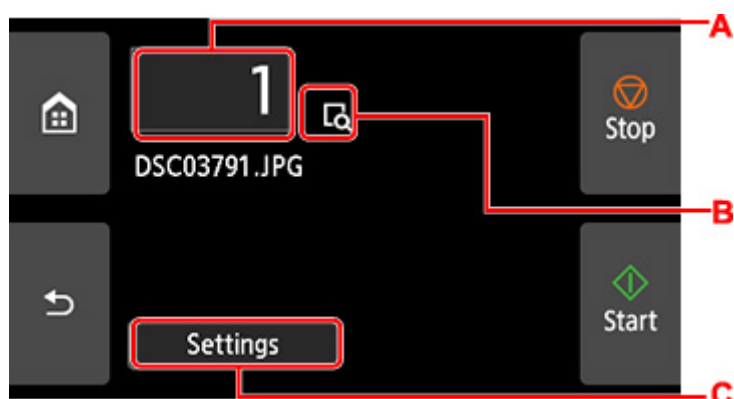 A
1
Stop
DSC03791.JPG
B
Start
Settings
C